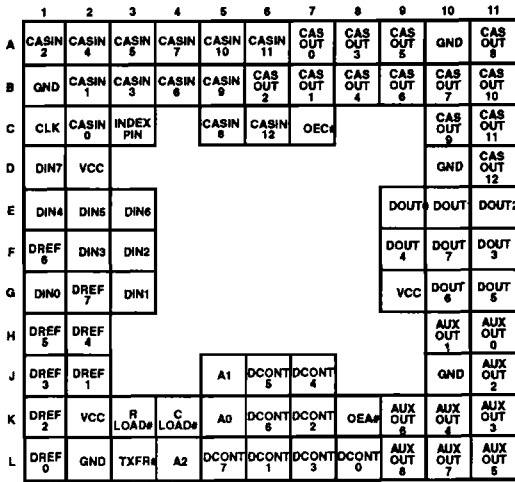 1 2 3 4 5 6 7 8 9 10 11
A CASIN 2 CASIN 4 CASIN 5 CASIN 7 CASIN 10 CASIN 11 CAS OUT 0 CAS OUT 3 CAS OUT 5 GND CAS OUT 8
B GND CASIN 1 CASIN 3 CASIN 6 CASIN 9 CAS OUT 2 CAS OUT 1 CAS OUT 4 CAS OUT 6 CAS OUT 7 CAS OUT 10
C CLK CASIN 0 INDEX PIN CASIN 8 CASIN 12 OEC# CAS OUT 9 CAS OUT 11
D DIN7 VCC GND CAS OUT 12
E DIN4 DIN5 DIN6 DOUT0 DOUT1 DOUT2
F DREF 6 DIN3 DIN2 DOUT 4 DOUT 7 DOUT 3
G DIN0 DREF 7 DIN1 VCC DOUT 6 DOUT 5
H DREF 5 DREF 4 AUX OUT 1 AUX OUT 0
J DREF 3 DREF 1 A1 DCONT 5 DCONT 4 GND AUX OUT 2
K DREF 2 VCC R LOAD# C LOAD# A0 DCONT 6 DCONT 2 OEA# AUX OUT 6 AUX OUT 4 AUX OUT 3
L DREF 0 GND TXFR# A2 DCONT 7 DCONT 1 DCONT 3 DCONT 0 AUX OUT 8 AUX OUT 7 AUX OUT 5